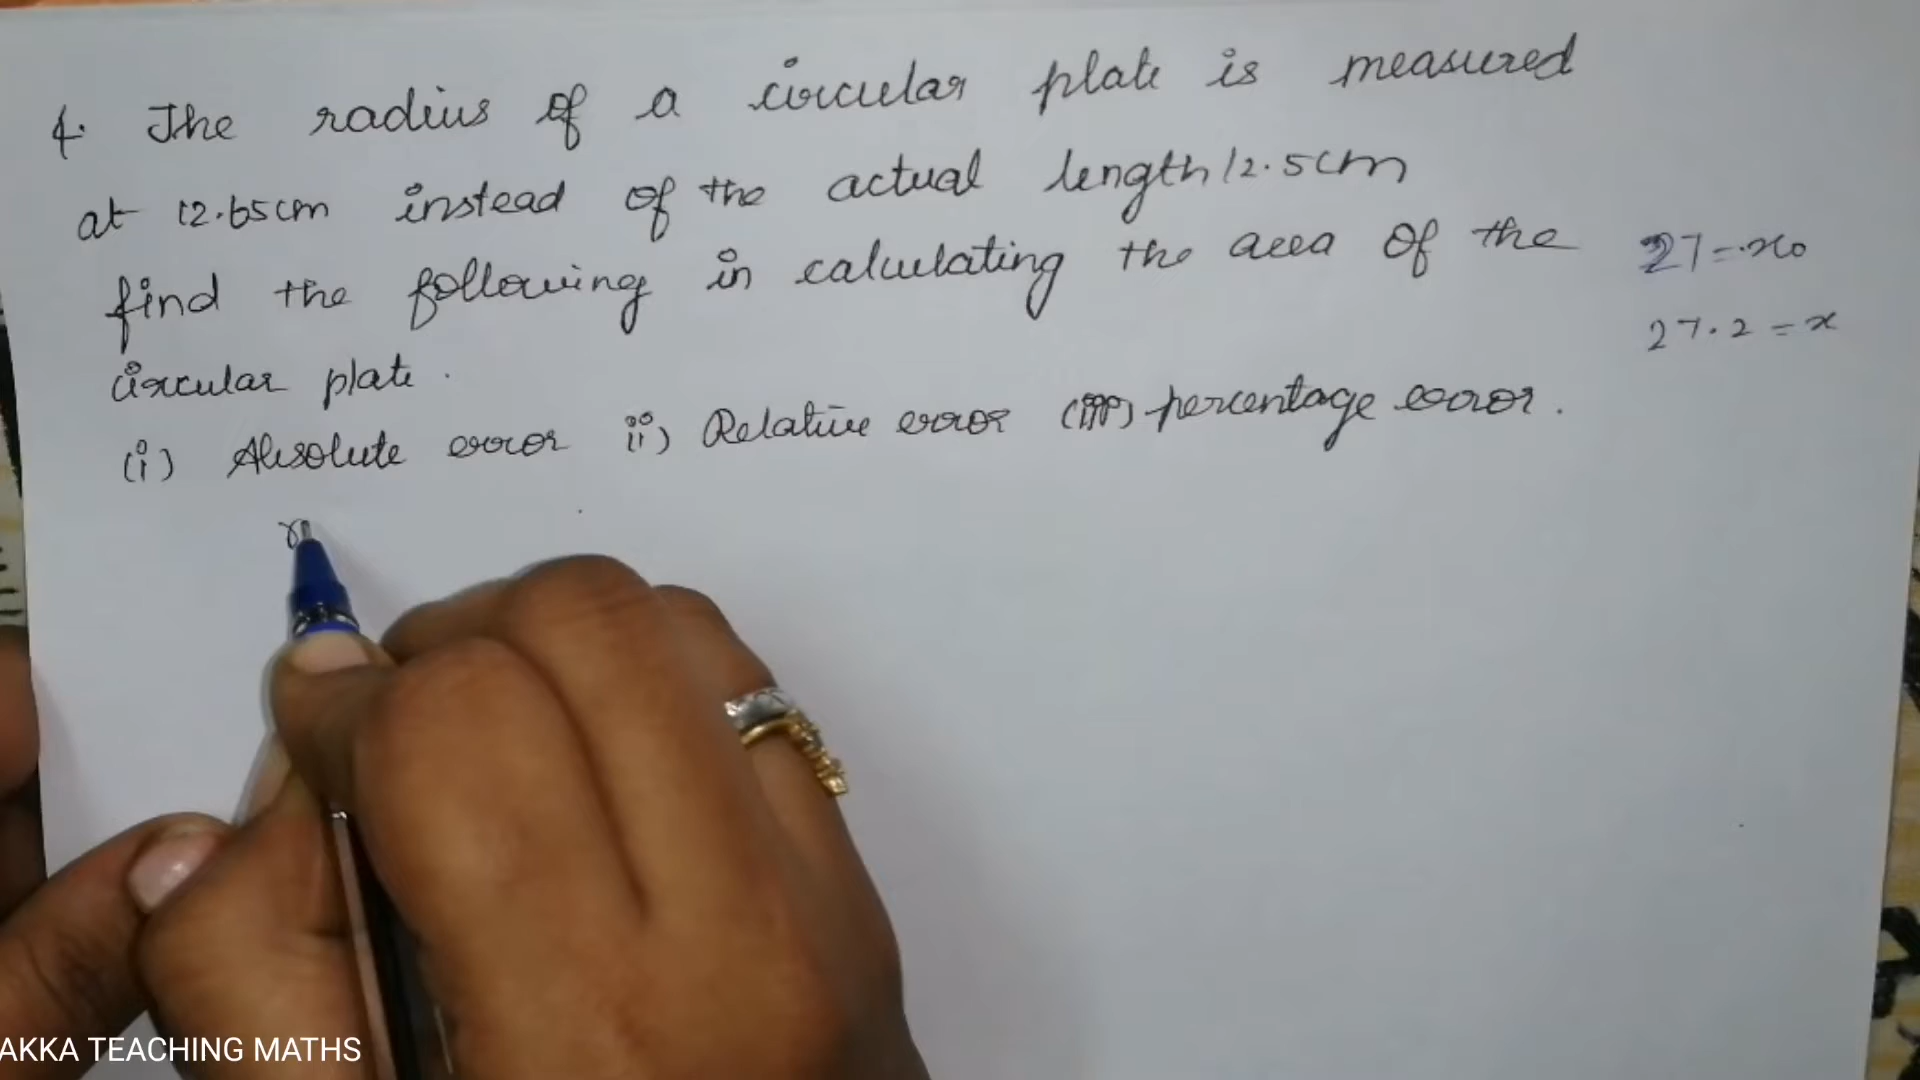 4. The radius of a circular plate is measured
at 12.65cm instead of the actual length 12.5cm
find the following in calculating the area of the
circular plate.
(i) Absolute error ii) Relative error (iii) percentage error.
27 = x₀
27.2 = x
r
AKKA TEACHING MATHS